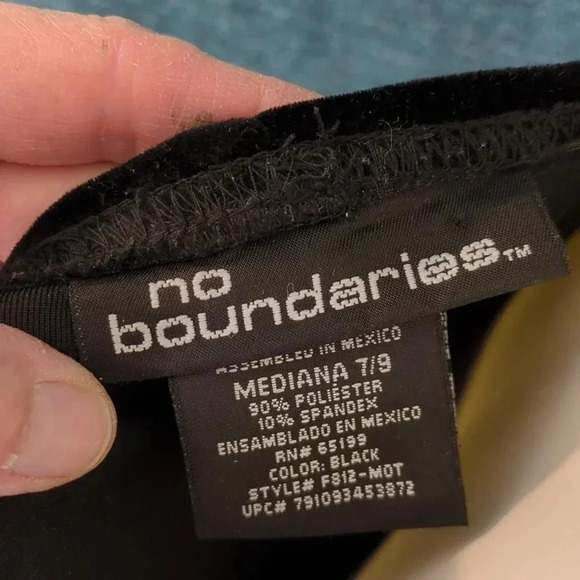 no
boundaries™
ASSEMBLED IN MEXICO
MEDIANA 7/9
90% POLIÉSTER
10% SPANDEX
ENSAMBLADO EN MEXICO
RN# 65199
COLOR: BLACK
STYLE# F812-MOT
UPC# 791093453872